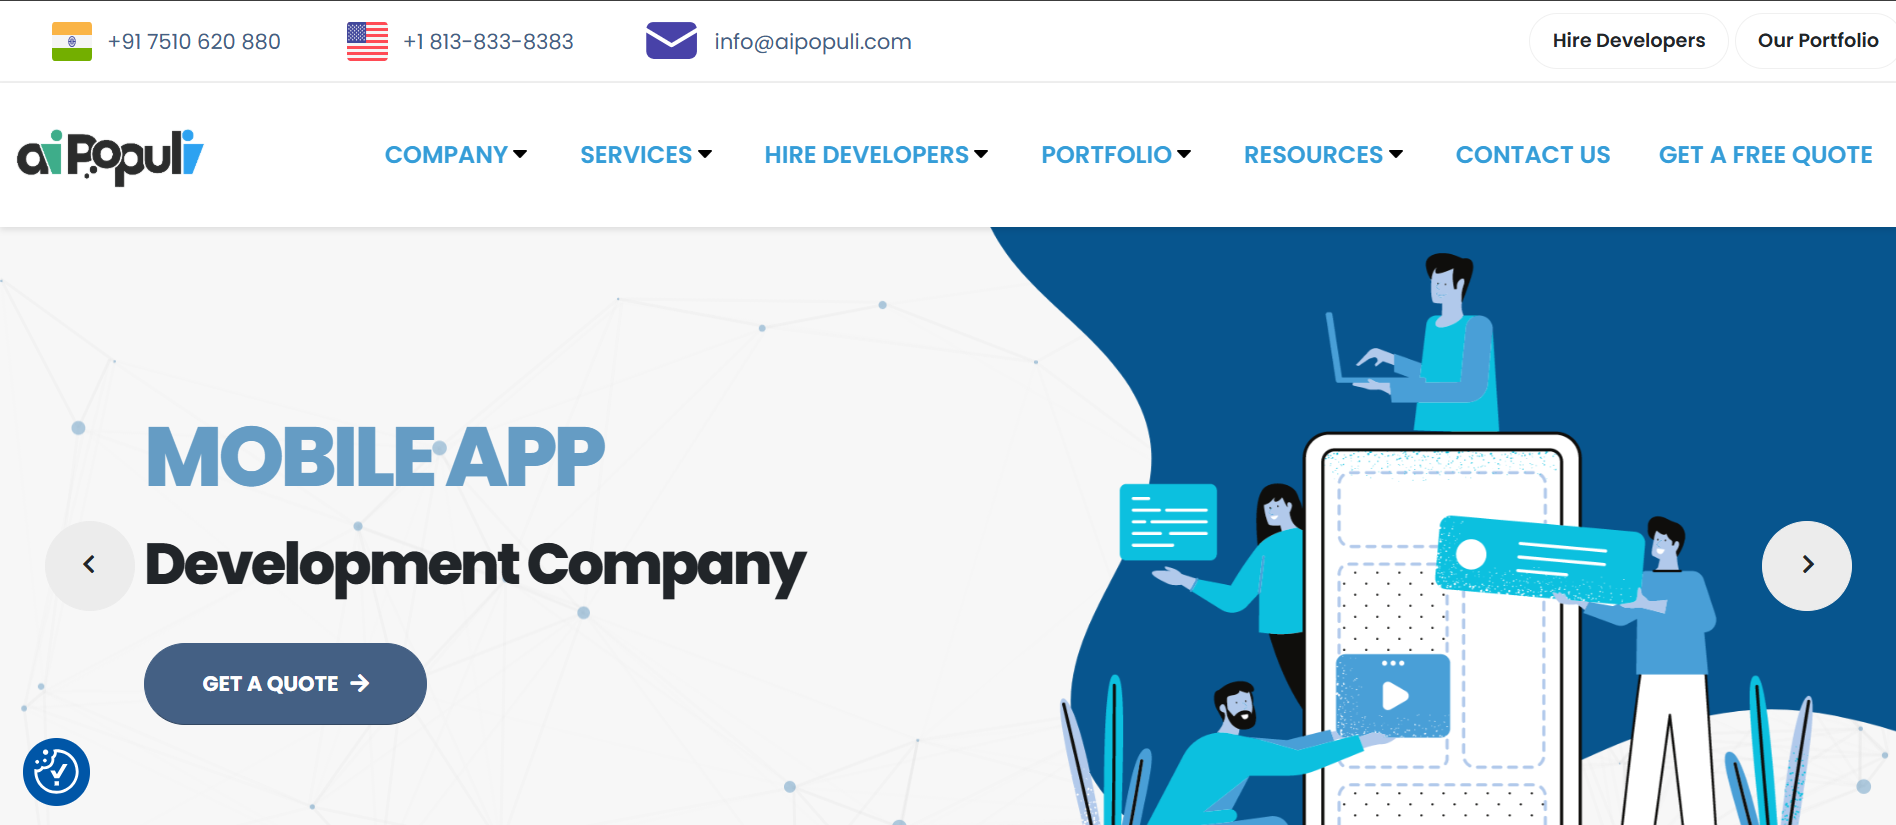 +91 7510 620 880
+1 813-833-8383
info@aipopuli.com
Hire Developers
Our Portfolio
aiPopuli
COMPANY
SERVICES
HIRE DEVELOPERS
PORTFOLIO
RESOURCES
CONTACT US
GET A FREE QUOTE
MOBILE APP
Development Company
GET A QUOTE